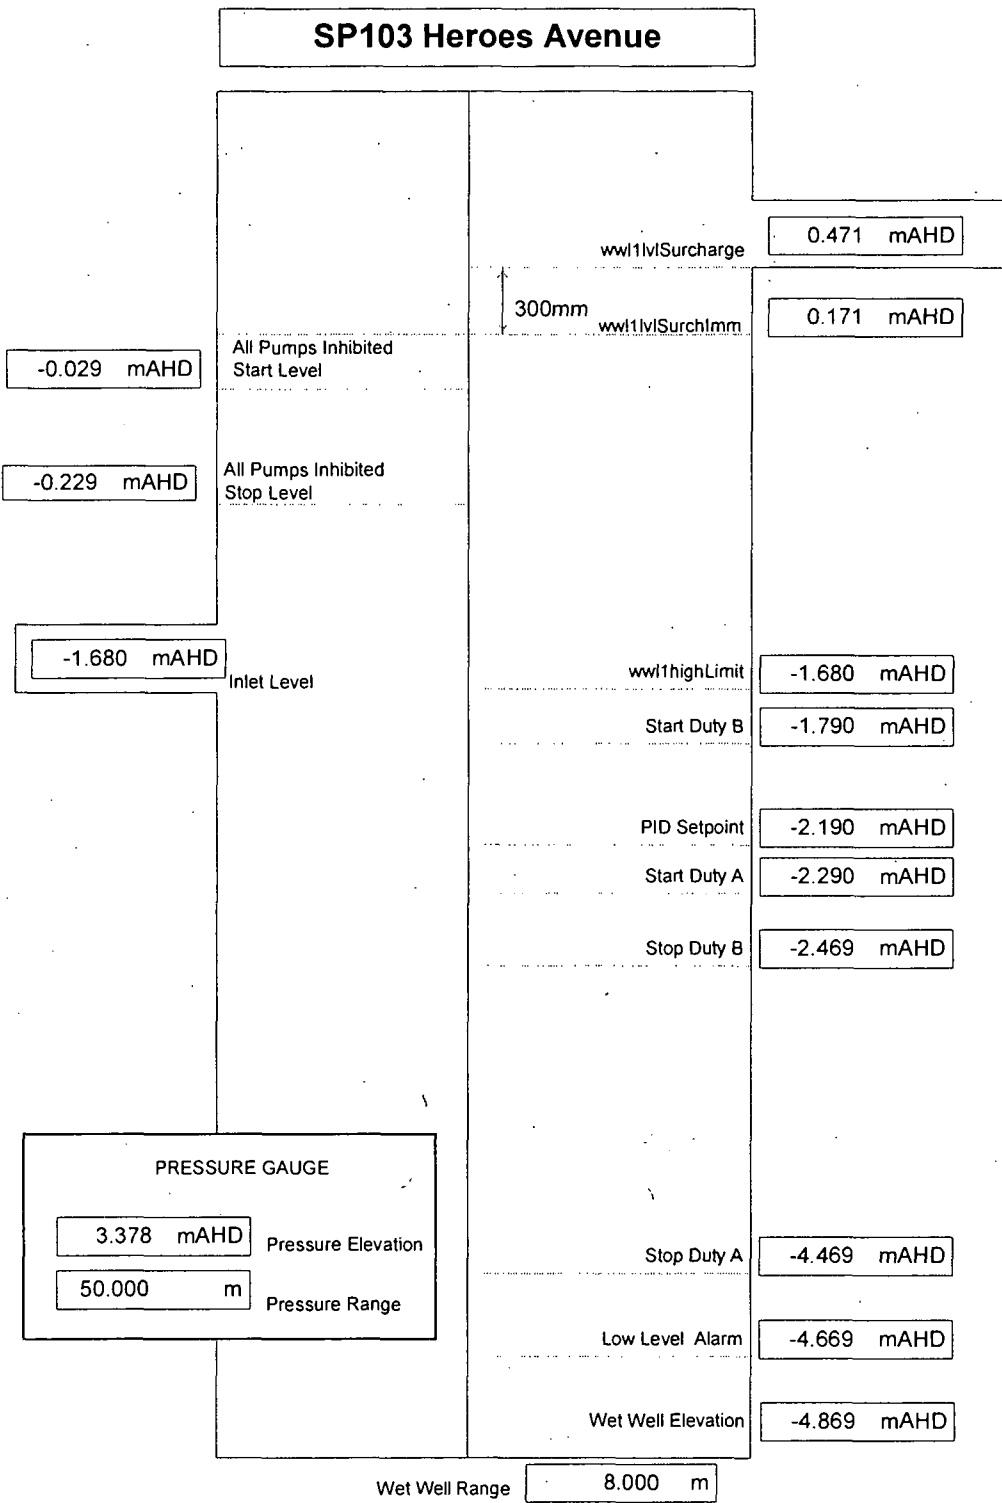 SP103 Heroes Avenue
wwl1lvlSurcharge
0.471 mAHD
300mm
wwl1lvlSurchImm
0.171 mAHD
All Pumps Inhibited
Start Level
-0.029 mAHD
All Pumps Inhibited
Stop Level
-0.229 mAHD
-1.680 mAHD
Inlet Level
wwl1highLimit
-1.680 mAHD
Start Duty B
-1.790 mAHD
PID Setpoint
-2.190 mAHD
Start Duty A
-2.290 mAHD
Stop Duty B
-2.469 mAHD
PRESSURE GAUGE
3.378 mAHD
Pressure Elevation
50.000 m
Pressure Range
Stop Duty A
-4.469 mAHD
Low Level Alarm
-4.669 mAHD
Wet Well Elevation
-4.869 mAHD
Wet Well Range
8.000 m